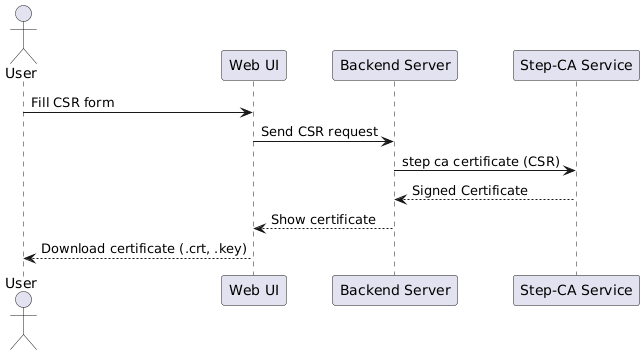 User
Web UI
Backend Server
Step-CA Service
Fill CSR form
Send CSR request
step ca certificate (CSR)
Signed Certificate
Show certificate
Download certificate (.crt, .key)
User
Web UI
Backend Server
Step-CA Service